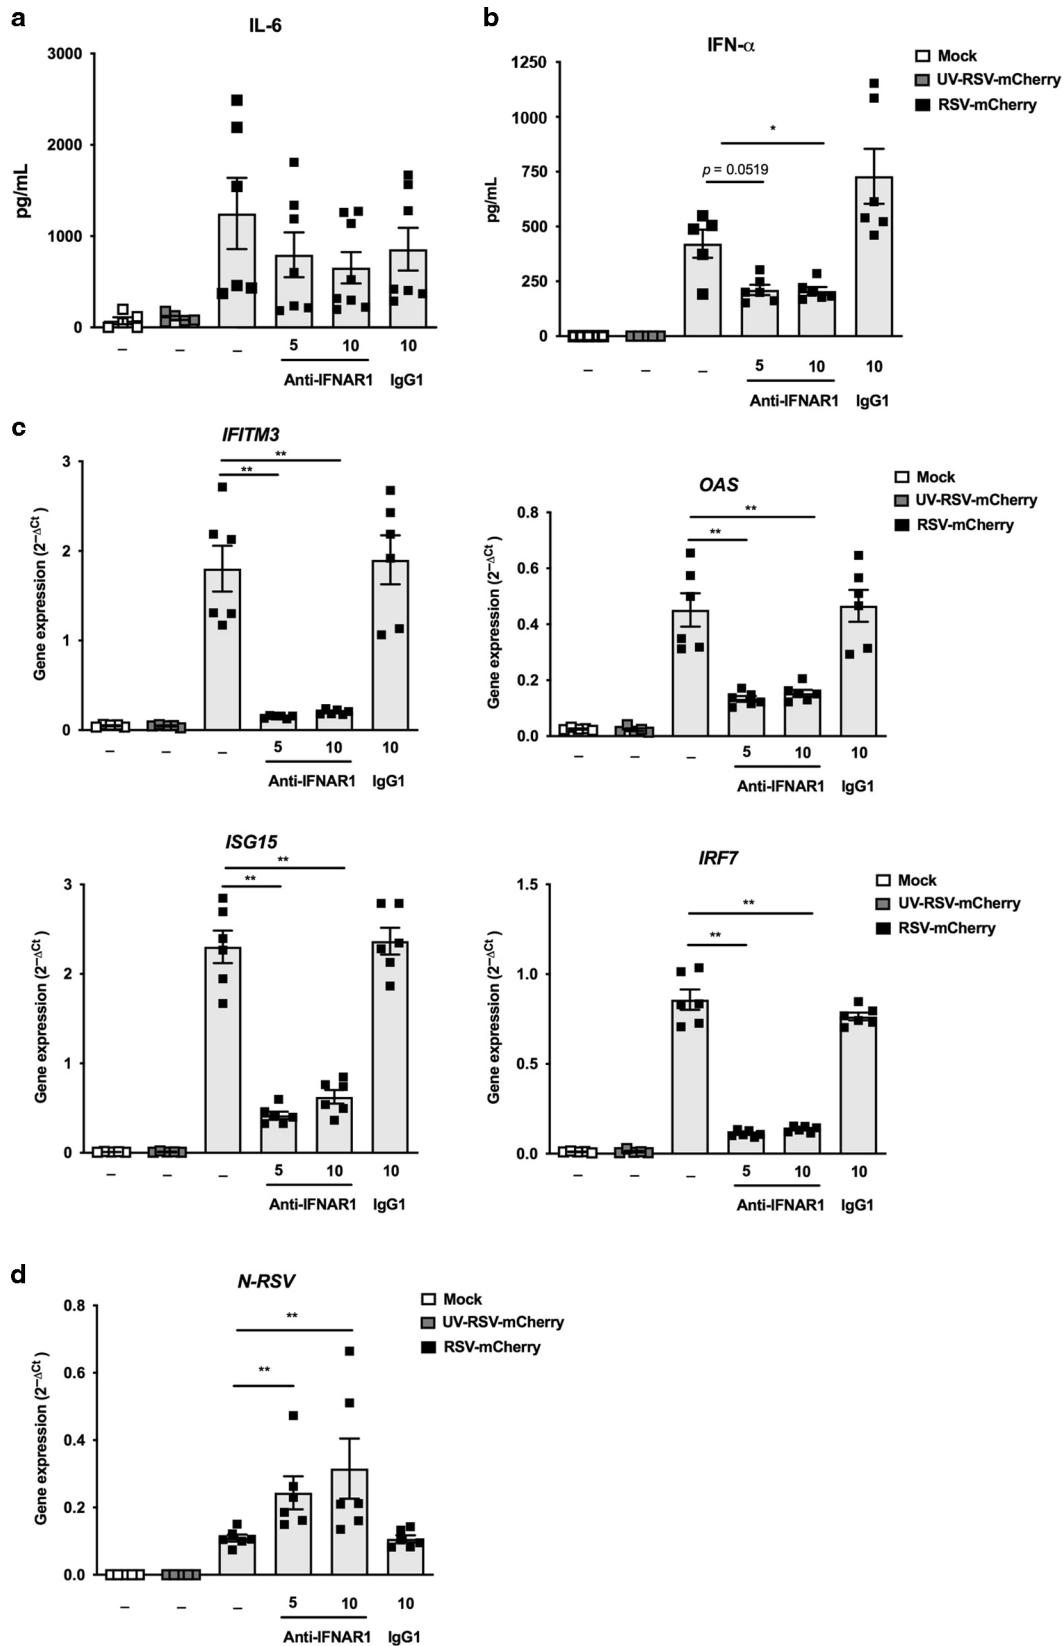 a
IL-6
pg/mL
3000
2000
1000
0
– – – 5 10 10
Anti-IFNAR1 IgG1
b
IFN-α
pg/mL
1250
1000
750
500
250
0
*
p = 0.0519
– – – 5 10 10
Anti-IFNAR1 IgG1
Mock
UV-RSV-mCherry
RSV-mCherry
c
IFITM3
Gene expression (2−ΔCt)
3
2
1
0
**
**
– – – 5 10 10
Anti-IFNAR1 IgG1
OAS
Gene expression (2−ΔCt)
0.8
0.6
0.4
0.2
0.0
**
**
– – – 5 10 10
Anti-IFNAR1 IgG1
Mock
UV-RSV-mCherry
RSV-mCherry
ISG15
Gene expression (2−ΔCt)
3
2
1
0
**
**
– – – 5 10 10
Anti-IFNAR1 IgG1
IRF7
Gene expression (2−ΔCt)
1.5
1.0
0.5
0.0
**
**
– – – 5 10 10
Anti-IFNAR1 IgG1
Mock
UV-RSV-mCherry
RSV-mCherry
d
N-RSV
Gene expression (2−ΔCt)
0.8
0.6
0.4
0.2
0.0
**
**
– – – 5 10 10
Anti-IFNAR1 IgG1
Mock
UV-RSV-mCherry
RSV-mCherry